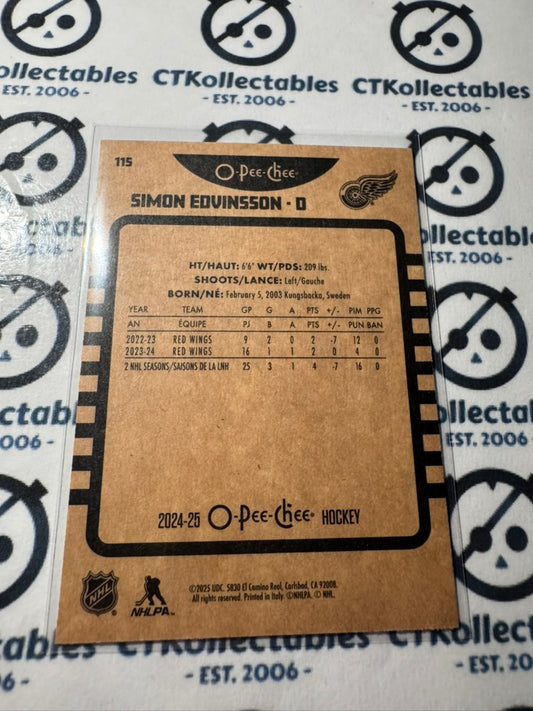 CTKollectables
- EST. 2006 -
CTKollectables
- EST. 2006 -
115
O-Pee-Chee
SIMON EDVINSSON - D
HT/HAUT: 6'6" WT/PDS: 209 lbs.
SHOOTS/LANCE: Left/Gauche
BORN/NÉ: February 5, 2003 Kungsbacka, Sweden
YEAR TEAM GP G A PTS +/- PIM PPG
AN ÉQUIPE PJ B A PTS +/- PUN BAN
2022-23 RED WINGS 9 2 0 2 -7 12 0
2023-24 RED WINGS 16 1 1 2 0 4 0
2 NHL SEASONS/SAISONS DE LA LNH 25 3 1 4 -7 16 0
2024-25 O-Pee-Chee HOCKEY
NHL
NHLPA
©2025 UDC. 5830 El Camino Real, Carlsbad, CA 92008.
All rights reserved. Printed in Italy. ©NHLPA. © NHL.
- EST. 2006 -